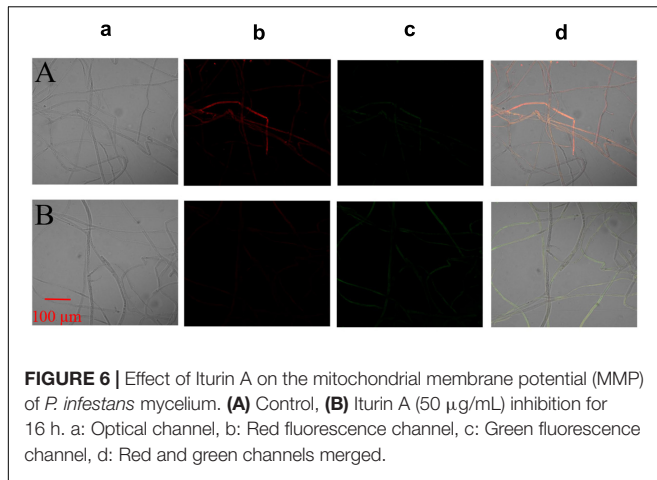 a b c d
A
B
100 μm
FIGURE 6 | Effect of Iturin A on the mitochondrial membrane potential (MMP)
of P. infestans mycelium. (A) Control, (B) Iturin A (50 μg/mL) inhibition for
16 h. a: Optical channel, b: Red fluorescence channel, c: Green fluorescence
channel, d: Red and green channels merged.